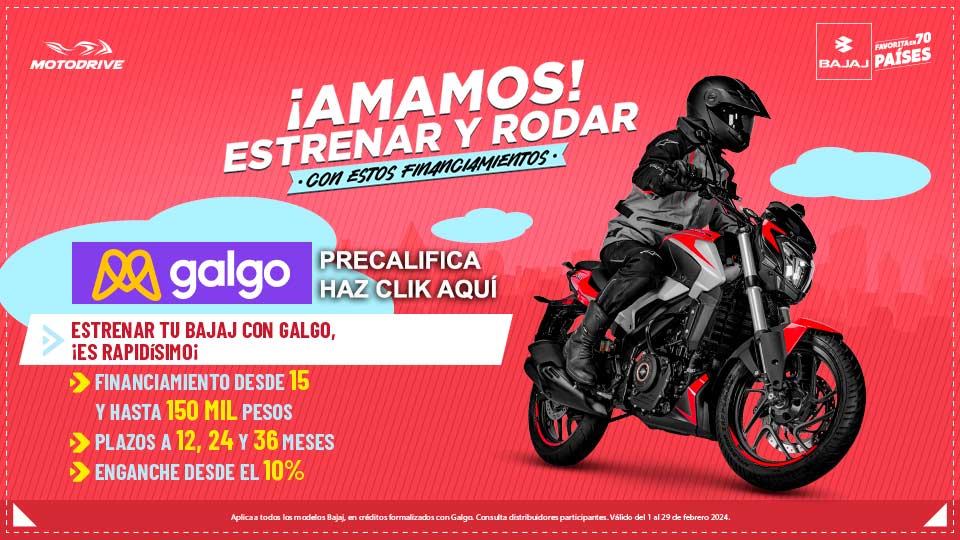 MOTODRIVE
BAJAJ
FAVORITA EN 70
PAÍSES
¡AMAMOS!
ESTRENAR Y RODAR
• CON ESTOS FINANCIAMIENTOS •
galgo
PRECALIFICA
HAZ CLIK AQUÍ
ESTRENAR TU BAJAJ CON GALGO,
¡ES RAPIDÍSIMO¡
FINANCIAMIENTO DESDE 15
Y HASTA 150 MIL PESOS
PLAZOS A 12, 24 Y 36 MESES
ENGANCHE DESDE EL 10%
Aplica a todos los modelos Bajaj, en créditos formalizados con Galgo. Consulta distribuidores participantes. Válido del 1 al 29 de febrero 2024.